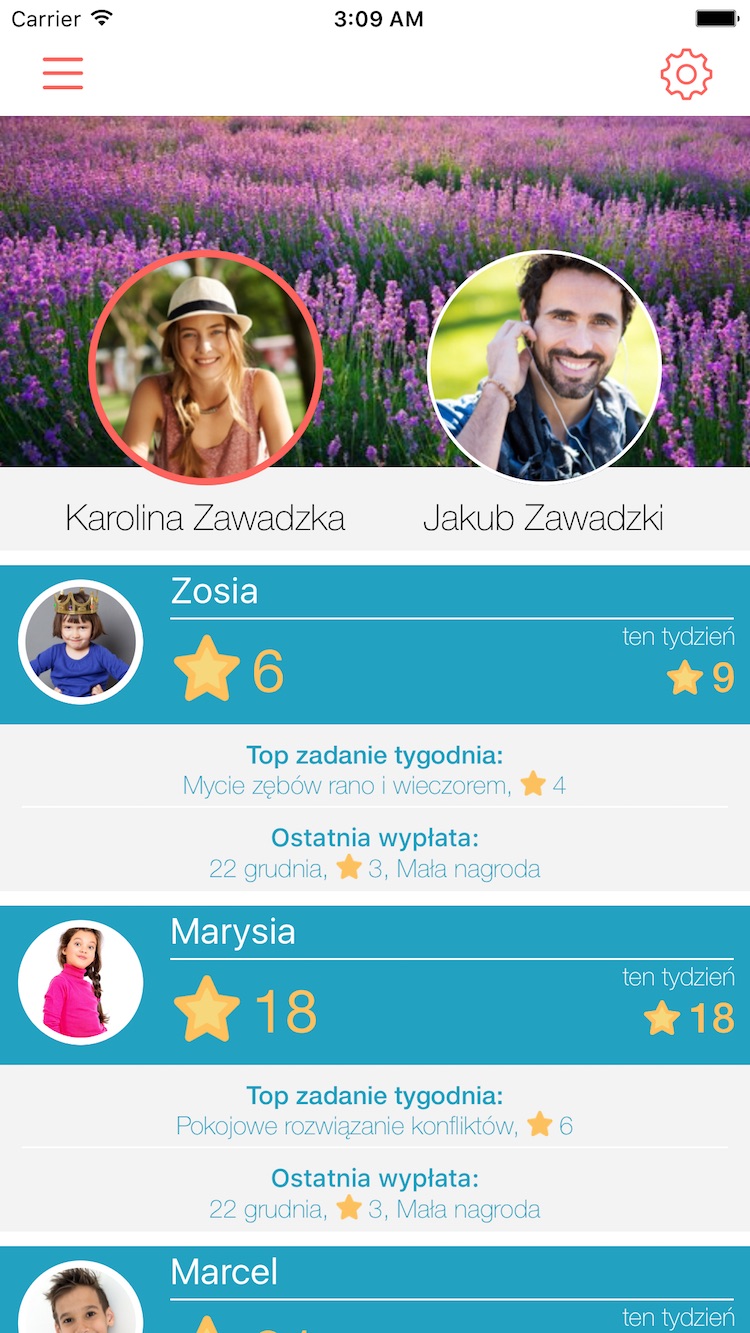 Carrier 3:09 AM
Karolina Zawadzka Jakub Zawadzki
Zosia
ten tydzień
6 9
Top zadanie tygodnia:
Mycie zębów rano i wieczorem, 4
Ostatnia wypłata:
22 grudnia, 3, Mała nagroda
Marysia
ten tydzień
18 18
Top zadanie tygodnia:
Pokojowe rozwiązanie konfliktów, 6
Ostatnia wypłata:
22 grudnia, 3, Mała nagroda
Marcel
ten tydzień